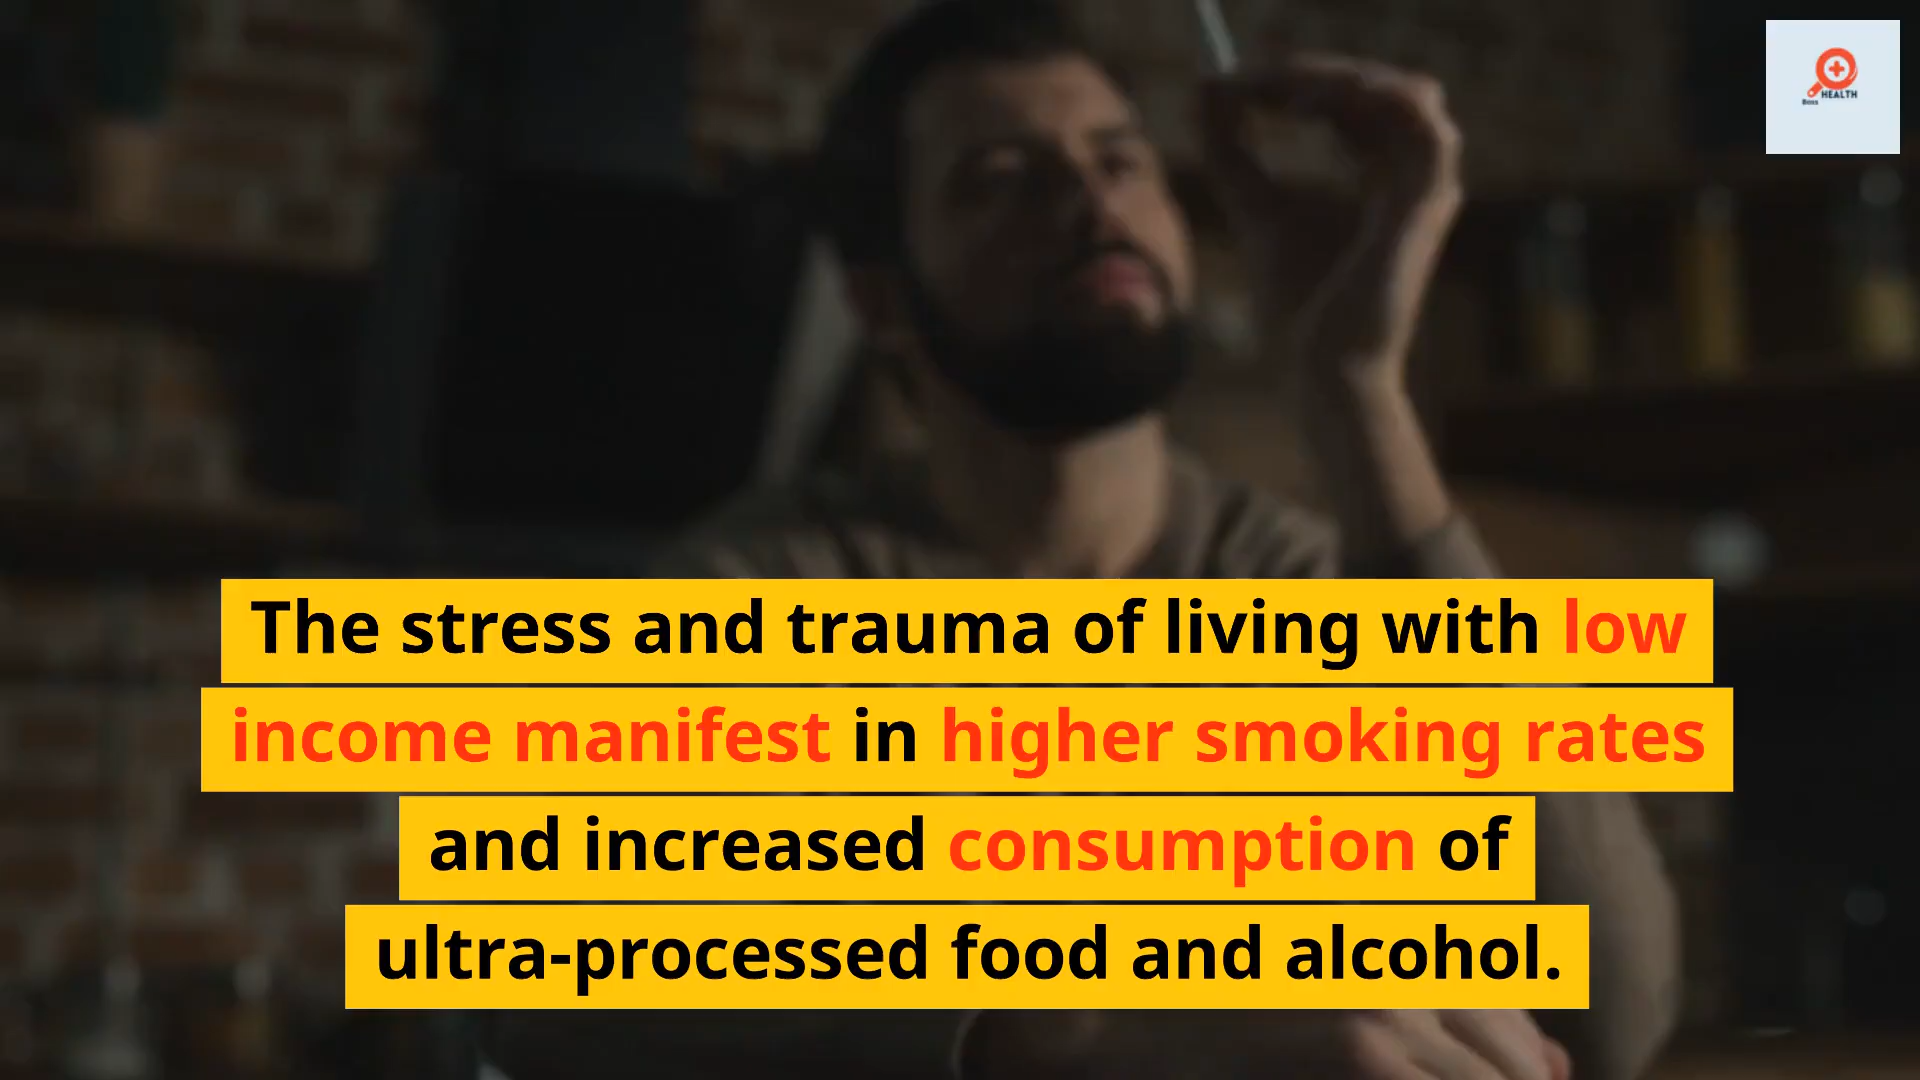 Boss HEALTH
The stress and trauma of living with low
income manifest in higher smoking rates
and increased consumption of
ultra-processed food and alcohol.